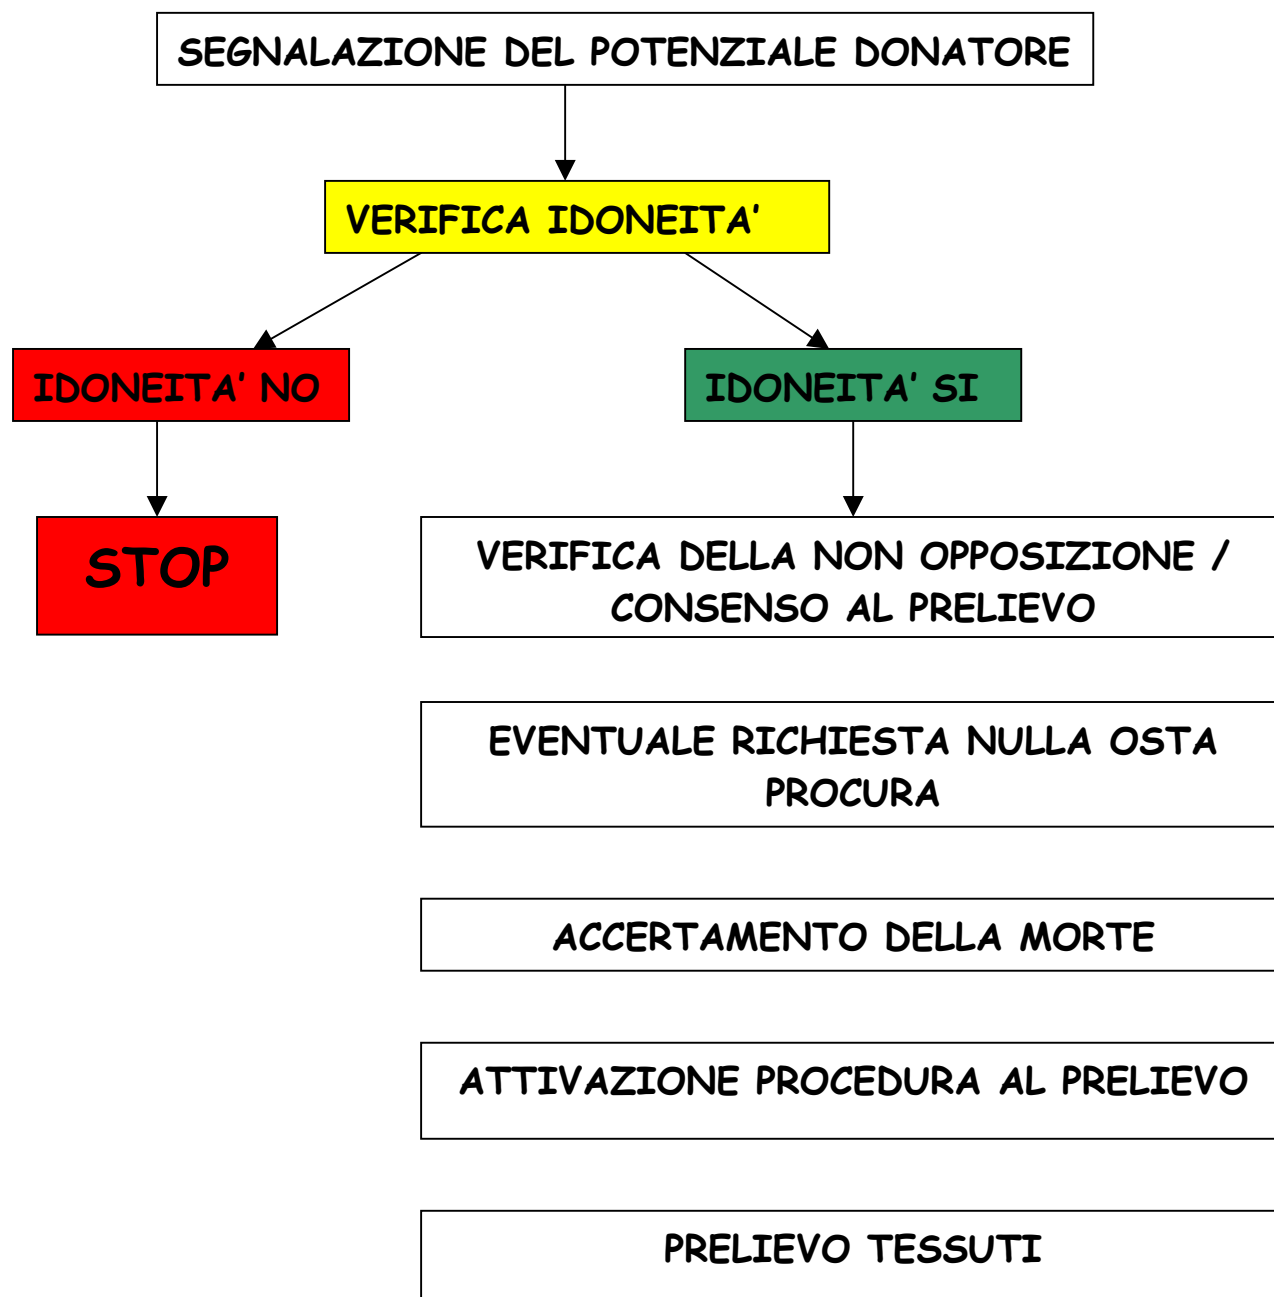 SEGNALAZIONE DEL POTENZIALE DONATORE
VERIFICA IDONEITA'
IDONEITA' NO
IDONEITA' SI
STOP
VERIFICA DELLA NON OPPOSIZIONE /
CONSENSO AL PRELIEVO
EVENTUALE RICHIESTA NULLA OSTA
PROCURA
ACCERTAMENTO DELLA MORTE
ATTIVAZIONE PROCEDURA AL PRELIEVO
PRELIEVO TESSUTI